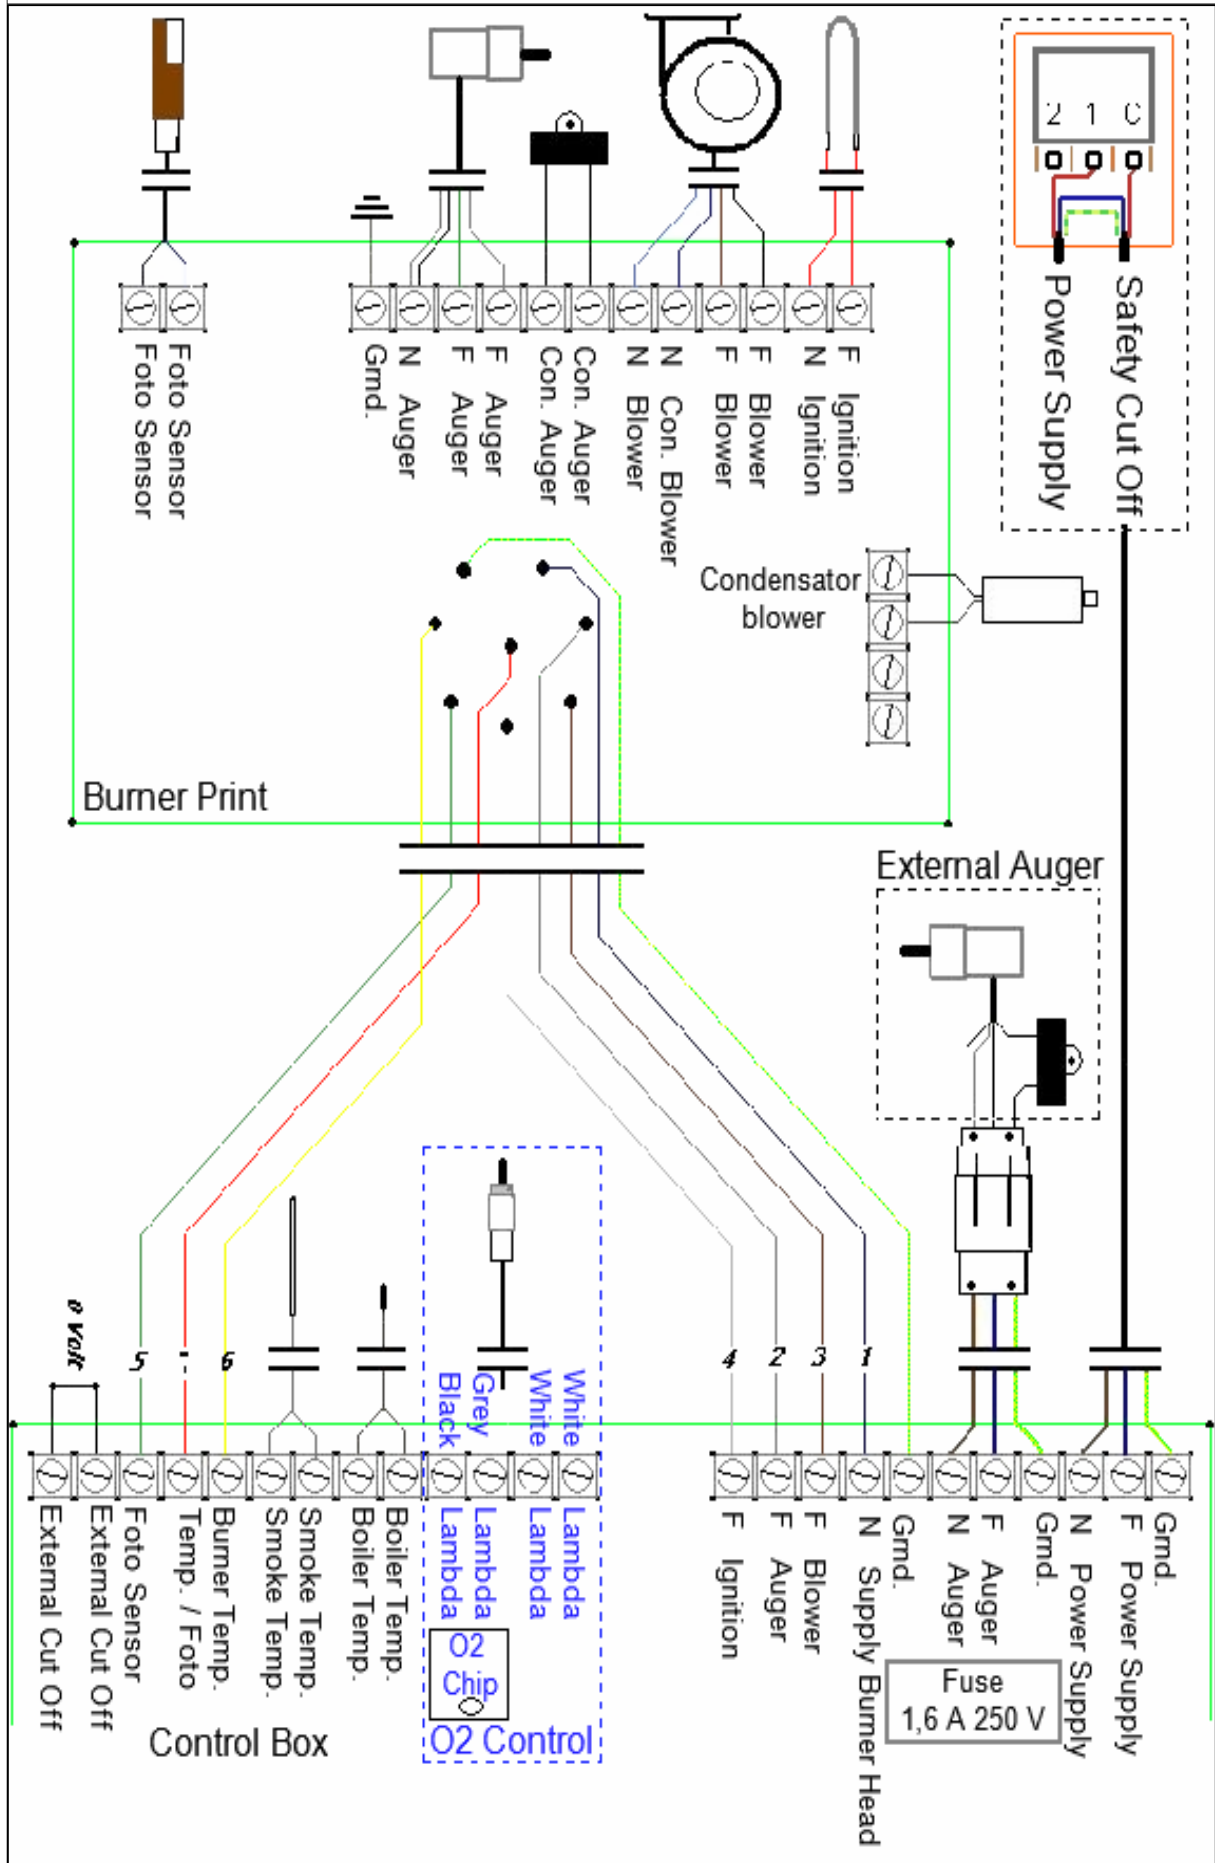 2 1 C
Power Supply
Safety Cut Off
Foto Sensor
Foto Sensor
Grnd.
N Auger
F Auger
F Auger
Con. Auger
Con. Auger
N Blower
N Con. Blower
F Blower
F Blower
N Ignition
F Ignition
Condensator
blower
Burner Print
External Auger
0 Volt
5
-
6
4
2
3
1
Black
Grey
White
White
External Cut Off
External Cut Off
Foto Sensor
Temp. / Foto
Burner Temp.
Smoke Temp.
Smoke Temp.
Boiler Temp.
Boiler Temp.
Lambda
Lambda
Lambda
Lambda
F Ignition
F Auger
F Blower
N Supply Burner Head
Grnd.
N Auger
F Auger
Grnd.
N Power Supply
F Power Supply
Grnd.
O2
Chip
O2 Control
Control Box
Fuse
1,6 A 250 V